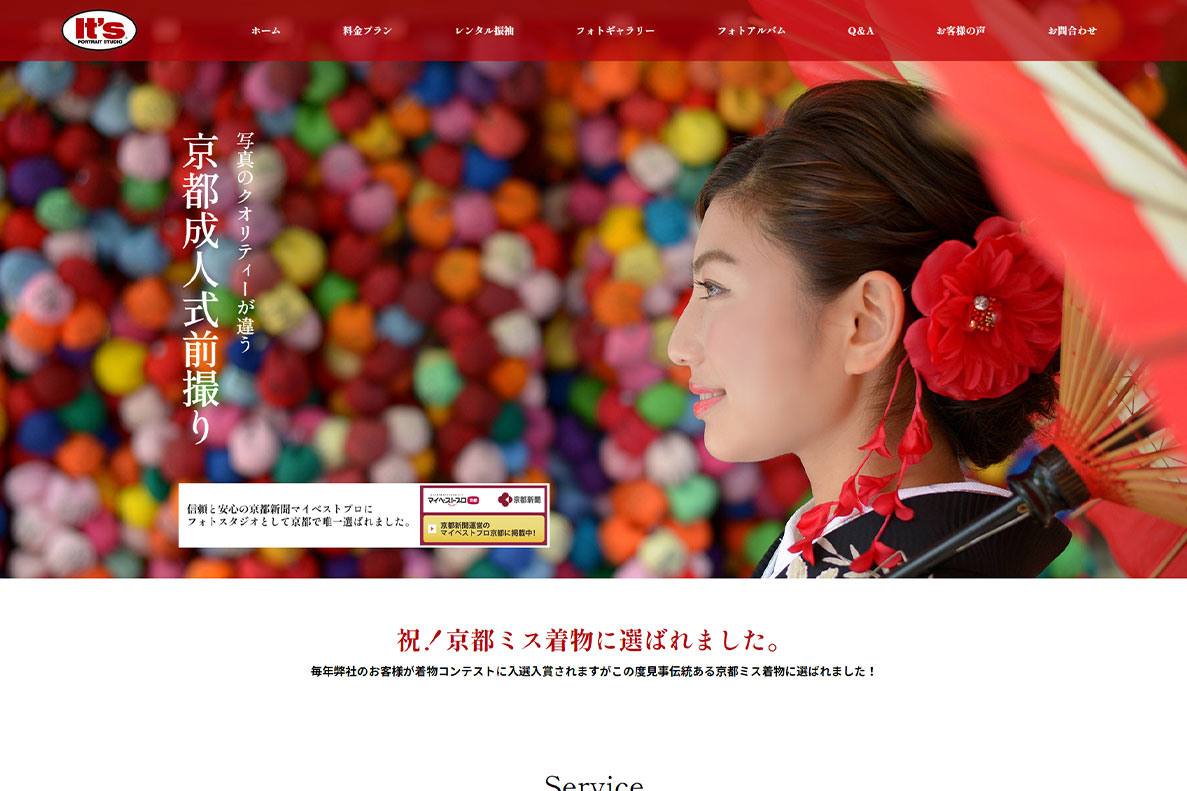 It's
PORTRAIT STUDIO
ホーム
料金プラン
レンタル振袖
フォトギャラリー
フォトアルバム
Q&A
お客様の声
お問合わせ
写真のクオリティーが違う
京都成人式前撮り
信頼と安心の京都新聞マイベストプロに
フォトスタジオとして京都で唯一選ばれました。
マイベストプロ 京都
京都新聞
京都新聞運営の
マイベストプロ京都に掲載中!
祝！京都ミス着物に選ばれました。
毎年弊社のお客様が着物コンテストに入選入賞されますがこの度見事伝統ある京都ミス着物に選ばれました！
Service